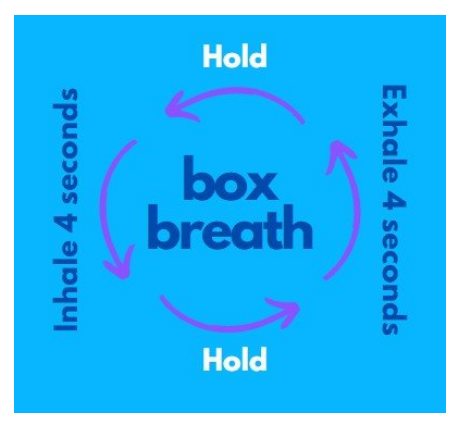 Hold
Inhale 4 seconds
box
breath
Exhale 4 seconds
Hold